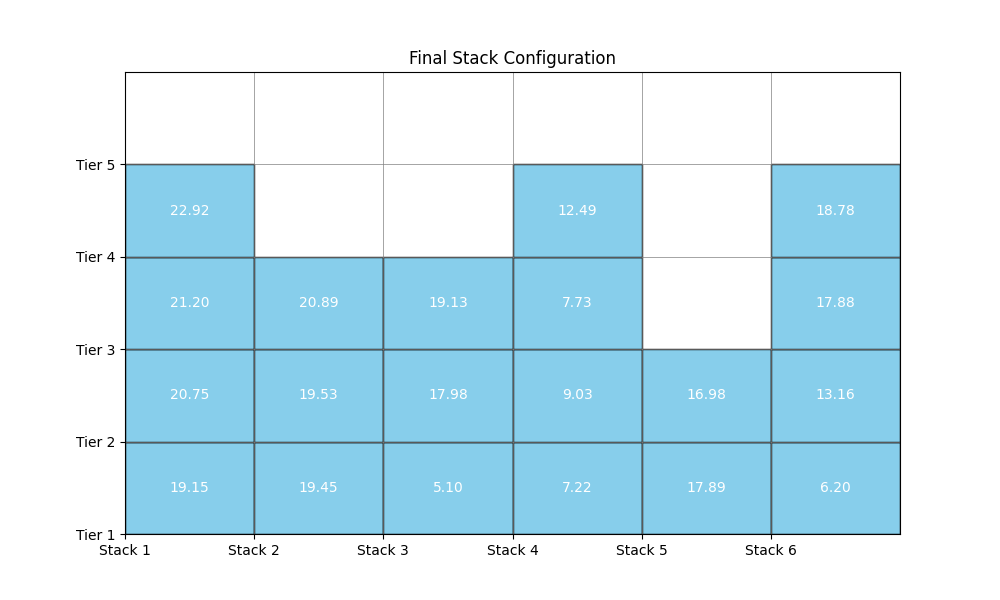 Final Stack Configuration
Tier 5
22.92 12.49 18.78
Tier 4
21.20 20.89 19.13 7.73 17.88
Tier 3
20.75 19.53 17.98 9.03 16.98 13.16
Tier 2
19.15 19.45 5.10 7.22 17.89 6.20
Tier 1
Stack 1 Stack 2 Stack 3 Stack 4 Stack 5 Stack 6